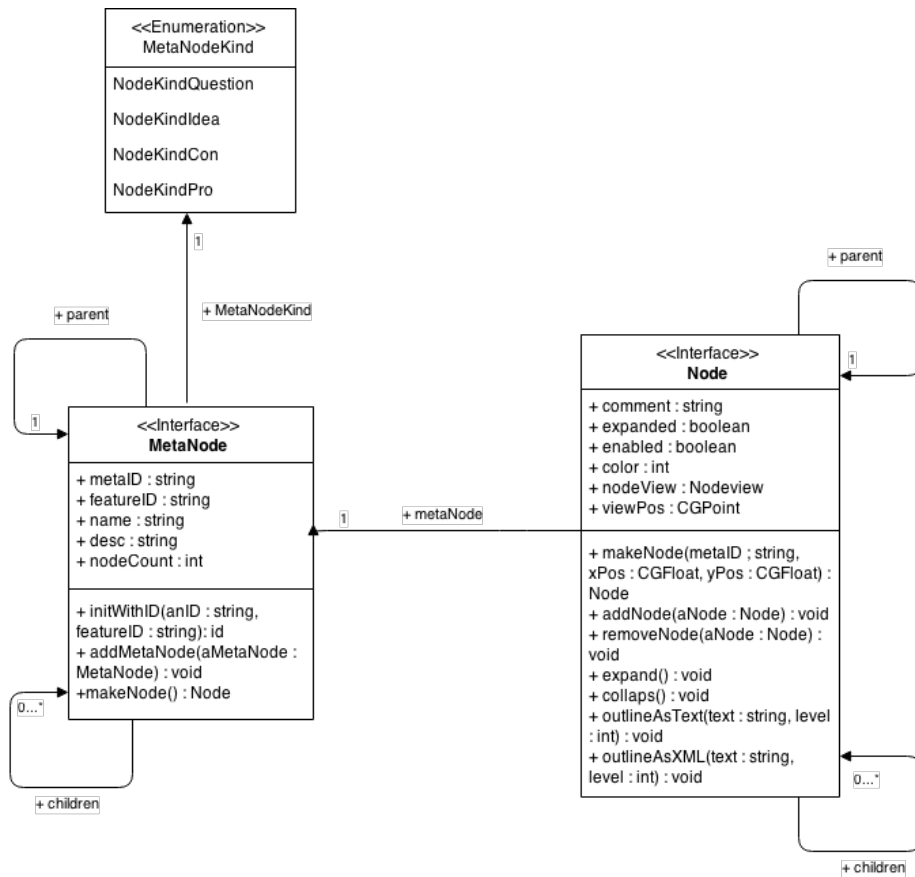 <<Enumeration>>
MetaNodeKind
NodeKindQuestion
NodeKindIdea
NodeKindCon
NodeKindPro
1
+ MetaNodeKind
+ parent
1
<<Interface>>
MetaNode
+ metaID : string
+ featureID : string
+ name : string
+ desc : string
+ nodeCount : int
+ initWithID(anID : string,
featureID : string): id
+ addMetaNode(aMetaNode :
MetaNode) : void
+makeNode() : Node
0...*
+ children
1
+ metaNode
+ parent
1
<<Interface>>
Node
+ comment : string
+ expanded : boolean
+ enabled : boolean
+ color : int
+ nodeView : Nodeview
+ viewPos : CGPoint
+ makeNode(metaID ; string,
xPos : CGFloat, yPos : CGFloat) :
Node
+ addNode(aNode : Node) : void
+ removeNode(aNode : Node) :
void
+ expand() : void
+ collaps() : void
+ outlineAsText(text : string, level
: int) : void
+ outlineAsXML(text : string,
level : int) : void
0...*
+ children